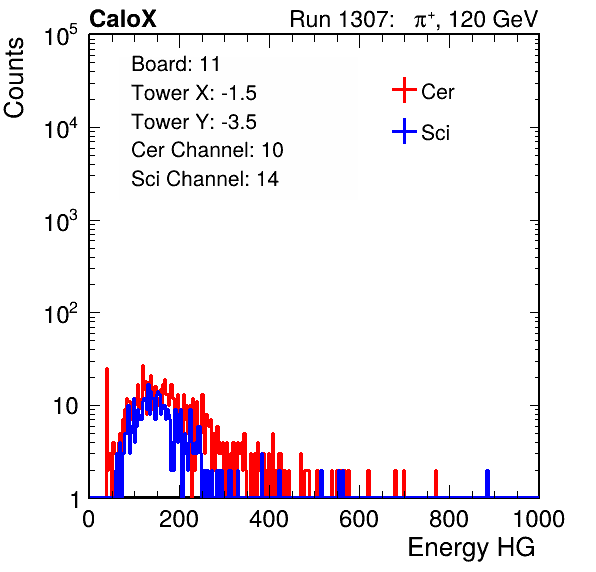 CaloX Run 1307: π⁺, 120 GeV
Counts
10⁵
10⁴
10³
10²
10
1
Board: 11
Tower X: -1.5
Tower Y: -3.5
Cer Channel: 10
Sci Channel: 14
Cer
Sci
0 200 400 600 800 1000
Energy HG